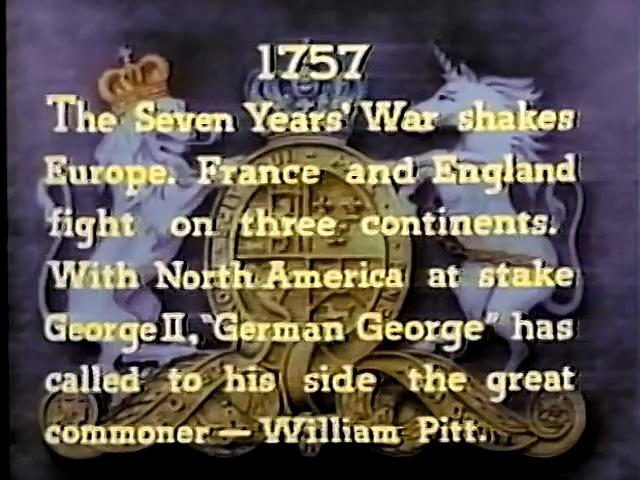 1757
The Seven Years' War shakes
Europe. France and England
fight on three continents.
With North America at stake
George II, "German George" has
called to his side the great
commoner — William Pitt.